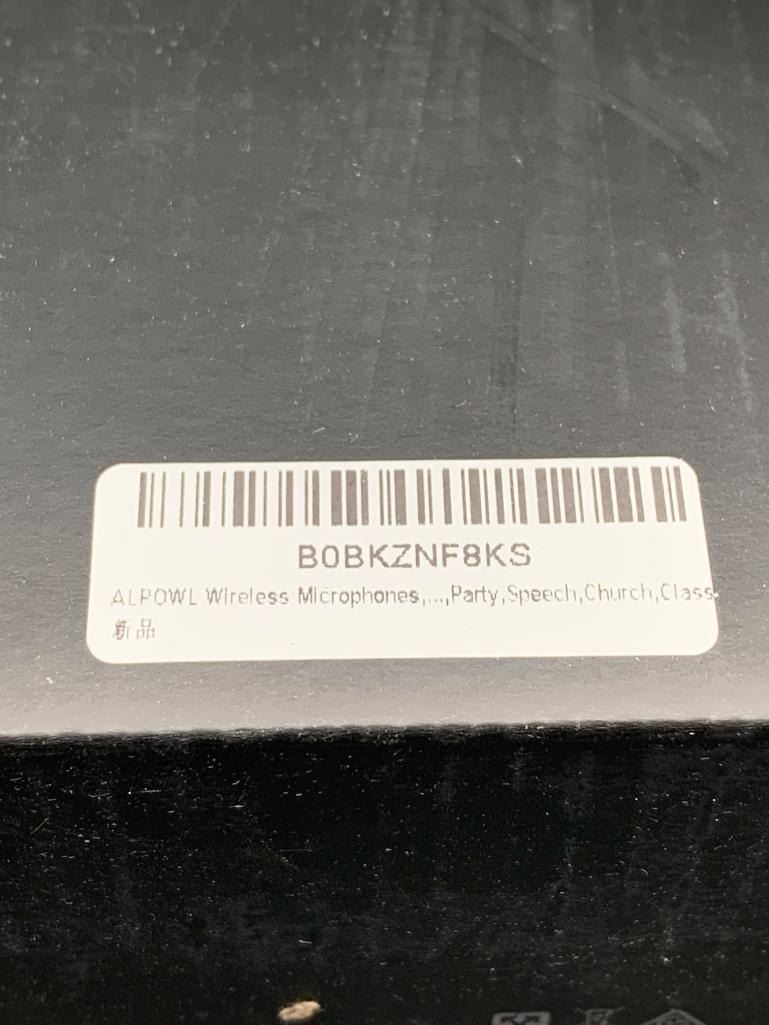 B0BKZNF8KS
ALPOWL Wireless Microphones,...,Party,Speech,Church,Class
新品